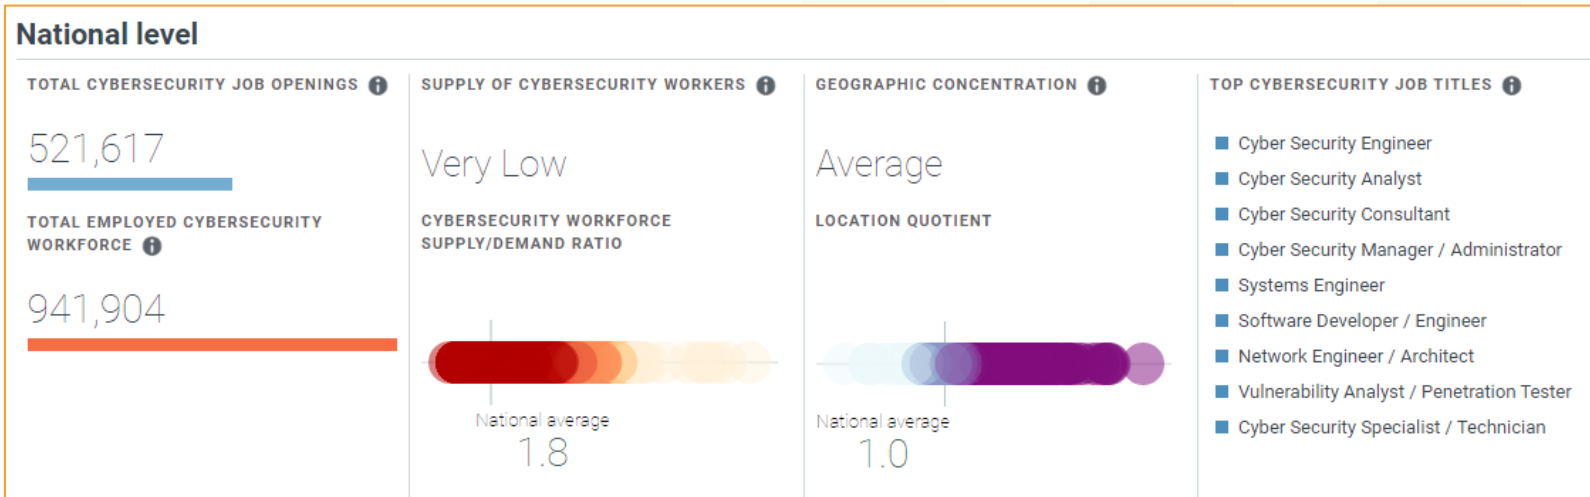 National level
TOTAL CYBERSECURITY JOB OPENINGS
521,617
TOTAL EMPLOYED CYBERSECURITY
WORKFORCE
941,904
SUPPLY OF CYBERSECURITY WORKERS
Very Low
CYBERSECURITY WORKFORCE
SUPPLY/DEMAND RATIO
National average
1.8
GEOGRAPHIC CONCENTRATION
Average
LOCATION QUOTIENT
National average
1.0
TOP CYBERSECURITY JOB TITLES
Cyber Security Engineer
Cyber Security Analyst
Cyber Security Consultant
Cyber Security Manager / Administrator
Systems Engineer
Software Developer / Engineer
Network Engineer / Architect
Vulnerability Analyst / Penetration Tester
Cyber Security Specialist / Technician